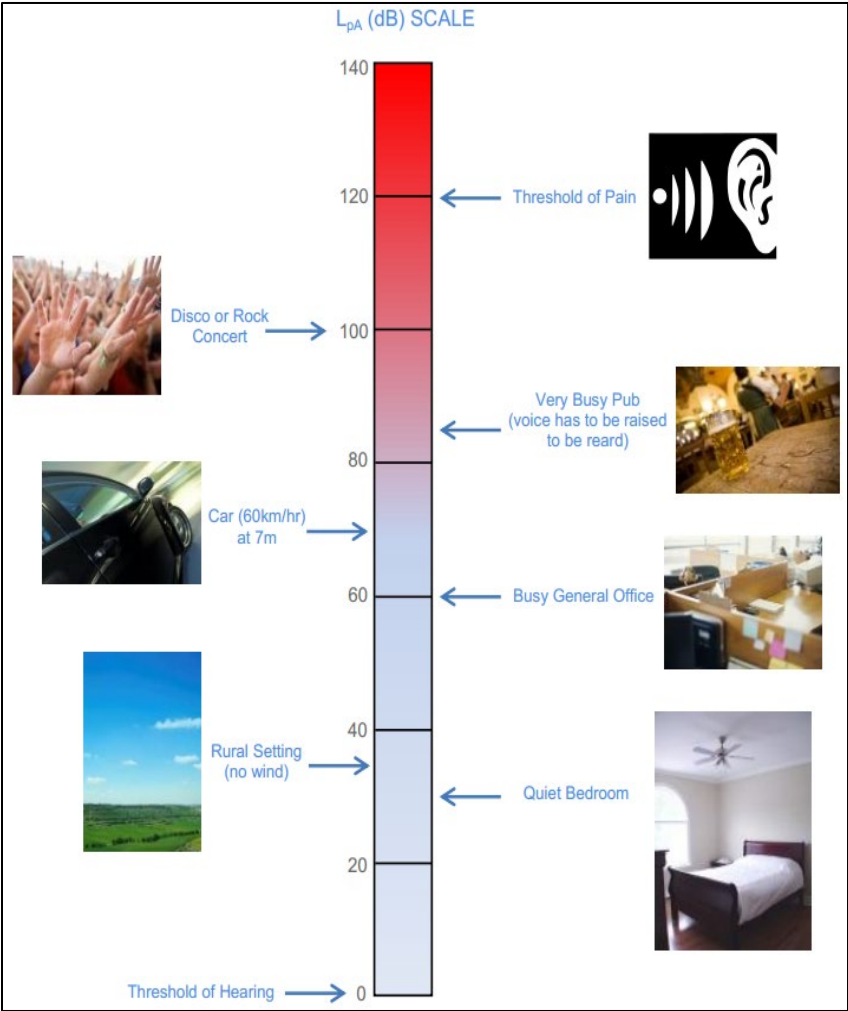 LpA (dB) SCALE
140
120
Threshold of Pain
Disco or Rock
Concert
100
Very Busy Pub
(voice has to be raised
to be reard)
80
Car (60km/hr)
at 7m
60
Busy General Office
40
Rural Setting
(no wind)
Quiet Bedroom
20
Threshold of Hearing
0